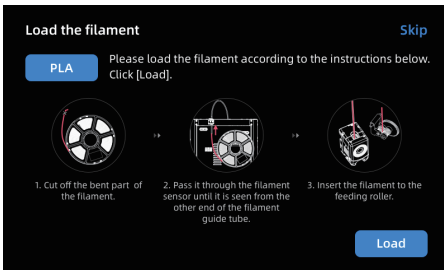 Load the filament
Skip
PLA
Please load the filament according to the instructions below.
Click [Load].
1. Cut off the bent part of
the filament.
2. Pass it through the filament
sensor until it is seen from the
other end of the filament
guide tube.
3. Insert the filament to the
feeding roller.
Load